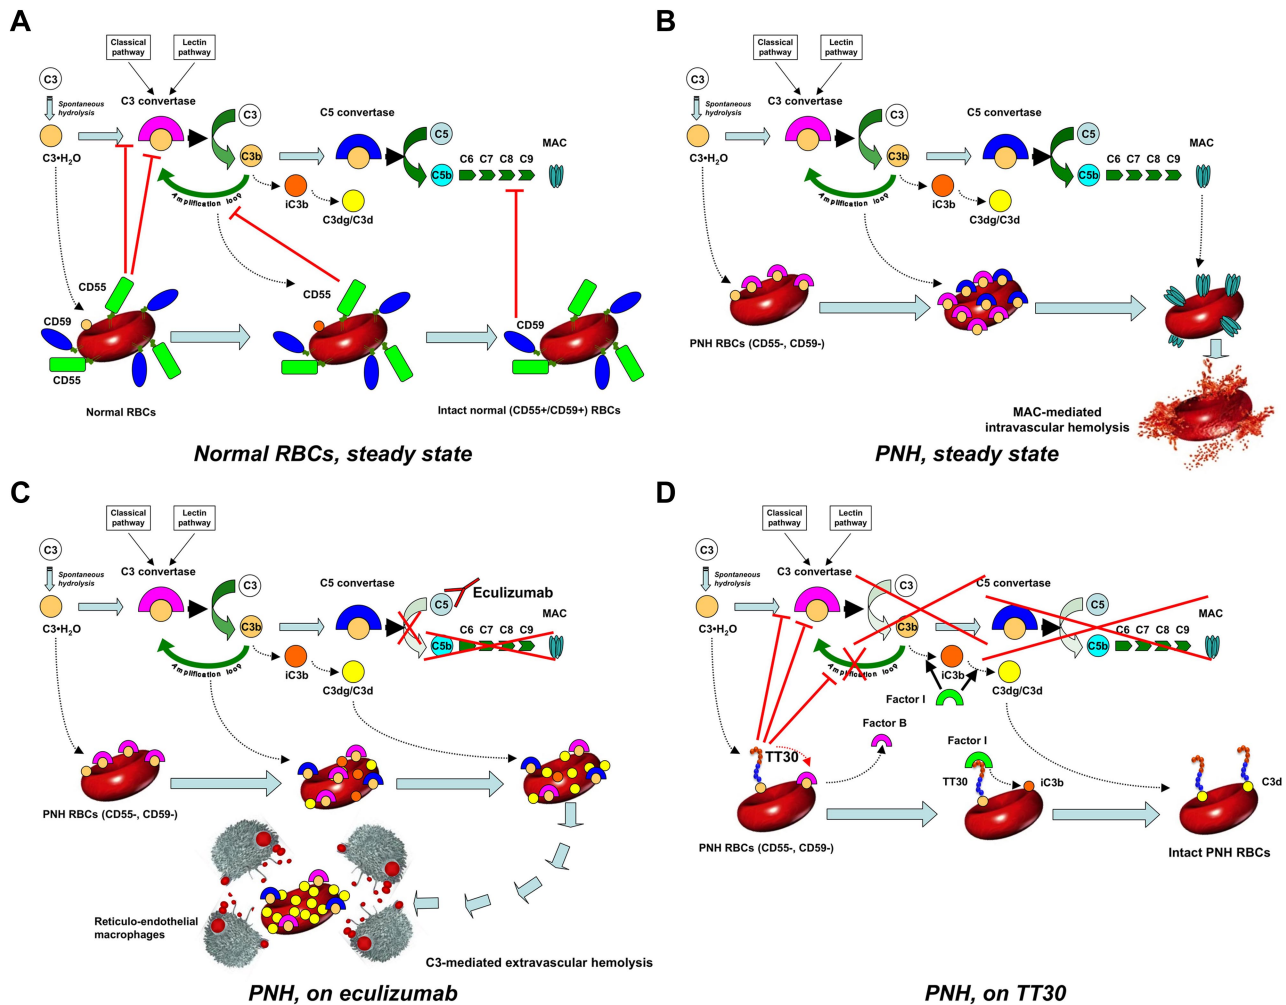 A
Classical
pathway
Lectin
pathway
C3
Spontaneous
hydrolysis
C3 convertase
C3
C5 convertase
C5
C3•H₂O
C3b
C5b
C6 C7 C8 C9
MAC
Amplification loop
iC3b
C3dg/C3d
CD55
CD59
CD55
CD55
CD59
Normal RBCs
Intact normal (CD55+/CD59+) RBCs
Normal RBCs, steady state
B
Classical
pathway
Lectin
pathway
C3
Spontaneous
hydrolysis
C3 convertase
C3
C5 convertase
C5
C3•H₂O
C3b
C5b
C6 C7 C8 C9
MAC
Amplification loop
iC3b
C3dg/C3d
PNH RBCs (CD55-, CD59-)
MAC-mediated
intravascular hemolysis
PNH, steady state
C
Classical
pathway
Lectin
pathway
C3
Spontaneous
hydrolysis
C3 convertase
C3
C5 convertase
C5
Eculizumab
C3•H₂O
C3b
C5b
C6 C7 C8 C9
MAC
Amplification loop
iC3b
C3dg/C3d
PNH RBCs (CD55-, CD59-)
Reticulo-endothelial
macrophages
C3-mediated extravascular hemolysis
PNH, on eculizumab
D
Classical
pathway
Lectin
pathway
C3
Spontaneous
hydrolysis
C3 convertase
C3
C5 convertase
C5
C3•H₂O
C3b
C5b
C6 C7 C8 C9
MAC
Amplification loop
iC3b
C3dg/C3d
Factor I
Factor B
TT30
Factor I
TT30
iC3b
C3d
PNH RBCs (CD55-, CD59-)
Intact PNH RBCs
PNH, on TT30